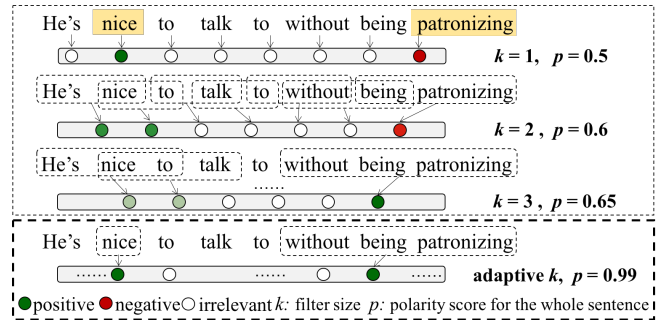 He's nice to talk to without being patronizing
k = 1, p = 0.5
He's nice to talk to without being patronizing
k = 2 , p = 0.6
He's nice to talk to without being patronizing
......
k = 3 , p = 0.65
He's nice to talk to without being patronizing
...... ...... ......
adaptive k, p = 0.99
positive negative irrelevant k: filter size p: polarity score for the whole sentence